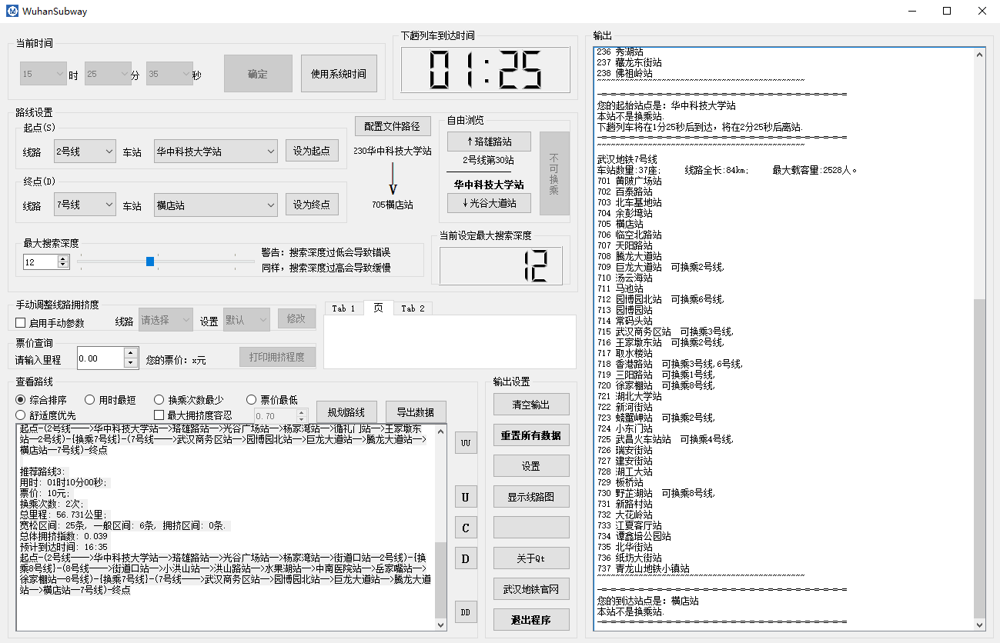 WuhanSubway
当前时间
15 时 25 分 35 秒 确定 使用系统时间
下趟列车到达时间
01:25
路线设置
起点(S)
线路 2号线 车站 华中科技大学站 设为起点
终点(D)
线路 7号线 车站 横店站 设为终点
配置文件路径
230华中科技大学站
V
705横店站
自由浏览
↑珞雄路站
2号线第30站
华中科技大学站
↓光谷大道站
不可换乘
最大搜索深度
12
警告: 搜索深度过低会导致错误
同样, 搜索深度过高会导致缓慢
当前设定最大搜索深度
12
手动调整线路拥挤度
启用手动参数 线路 请选择 设置 默认 修改
票价查询
请输入里程 0.00 您的票价: x元 打印拥挤程度
Tab 1 页 Tab 2
查看路线
综合排序 用时最短 换乘次数最少 票价最低
舒适度优先 最大拥挤度容忍 0.70 规划路线 导出数据
起点-(2号线——>华中科技大学站—>珞雄路站—>光谷广场站—>杨家湾站—>循礼门站—>王家墩东
站—2号线)-{换乘7号线}-(7号线——>武汉商务区站—>园博园北站—>巨龙大道站—>腾龙大道站—>
横店站—7号线)-终点
推荐路线3:
用时: 01时10分00秒;
票价: 10元;
换乘次数: 2次;
总里程: 56.731公里;
宽松区间: 25条, 一般区间: 6条, 拥挤区间: 0条.
总体拥挤指数: 0.039
预计到达时间: 16:35
起点-(2号线——>华中科技大学站—>珞雄路站—>光谷广场站—>杨家湾站—>街道口站—2号线)-{换
乘8号线}-(8号线——>街道口站—>小洪山站—>洪山路站—>水果湖站—>中南医院站—>岳家嘴站—>
徐家棚站—8号线)-{换乘7号线}-(7号线——>武汉商务区站—>园博园北站—>巨龙大道站—>腾龙大道
站—>横店站—7号线)-终点
W
U
C
D
DD
输出设置
清空输出
重置所有数据
设置
显示线路图
关于Qt
武汉地铁官网
退出程序
输出
236 秀湖站
237 藏龙东街站
238 佛祖岭站
~~~~~~~~~~~~~~~~~~~~~~~~~~~~~~~~~~~~~~~~~~~~~
-=-=-=-=-=-=-=-=-=-=-=-=-=-=-=-=-=-=-=-=-=-=
您的起始站点是: 华中科技大学站
本站不是换乘站.
下趟列车将在1分25秒后到达, 将在2分25秒后离站.
-=-=-=-=-=-=-=-=-=-=-=-=-=-=-=-=-=-=-=-=-=-=
~~~~~~~~~~~~~~~~~~~~~~~~~~~~~~~~~~~~~~~~~~~~~
武汉地铁7号线
车站数量:37座; 线路全长:84km; 最大载客量:2528人。
701 黄陂广场站
702 百泰路站
703 北车基地站
704 余彭塆站
705 横店站
706 临空北路站
707 天阳路站
708 腾龙大道站
709 巨龙大道站 可换乘2号线,
710 汤云海站
711 马池站
712 园博园北站 可换乘6号线,
713 园博园站
714 常码头站
715 武汉商务区站 可换乘3号线,
716 王家墩东站 可换乘2号线,
717 取水楼站
718 香港路站 可换乘3号线,6号线,
719 三阳路站 可换乘1号线,
720 徐家棚站 可换乘8号线,
721 湖北大学站
722 新河街站
723 螃蟹岬站 可换乘2号线,
724 小东门站
725 武昌火车站站 可换乘4号线,
726 瑞安街站
727 建安街站
728 湖工大站
729 板桥站
730 野芷湖站 可换乘8号线,
731 新路村站
732 大花岭站
733 江夏客厅站
734 谭鑫培公园站
735 北华街站
736 纸坊大街站
737 青龙山地铁小镇站
~~~~~~~~~~~~~~~~~~~~~~~~~~~~~~~~~~~~~~~~~~~~~
-=-=-=-=-=-=-=-=-=-=-=-=-=-=-=-=-=-=-=-=-=-=
您的到达站点是: 横店站
本站不是换乘站.
-=-=-=-=-=-=-=-=-=-=-=-=-=-=-=-=-=-=-=-=-=-=